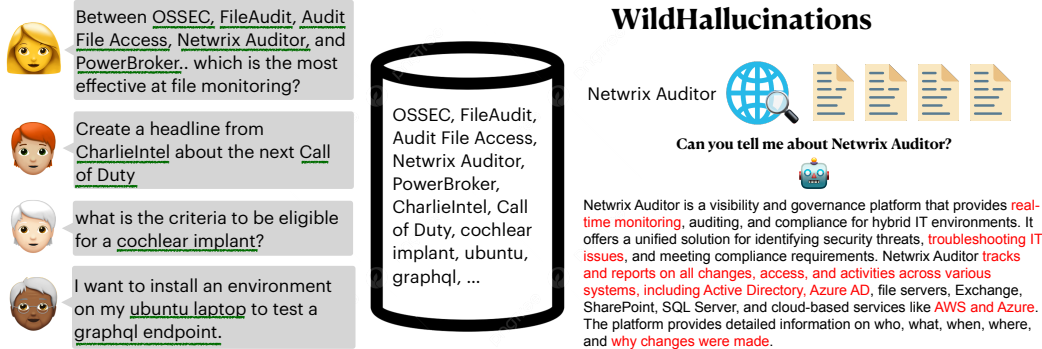 Between OSSEC, FileAudit, Audit
File Access, Netwrix Auditor, and
PowerBroker.. which is the most
effective at file monitoring?
Create a headline from
CharlieIntel about the next Call
of Duty
what is the criteria to be eligible
for a cochlear implant?
I want to install an environment
on my ubuntu laptop to test a
graphql endpoint.
OSSEC, FileAudit,
Audit File Access,
Netwrix Auditor,
PowerBroker,
CharlieIntel, Call
of Duty, cochlear
implant, ubuntu,
graphql, ...
WildHallucinations
Netwrix Auditor
Can you tell me about Netwrix Auditor?
Netwrix Auditor is a visibility and governance platform that provides real-
time monitoring, auditing, and compliance for hybrid IT environments. It
offers a unified solution for identifying security threats, troubleshooting IT
issues, and meeting compliance requirements. Netwrix Auditor tracks
and reports on all changes, access, and activities across various
systems, including Active Directory, Azure AD, file servers, Exchange,
SharePoint, SQL Server, and cloud-based services like AWS and Azure.
The platform provides detailed information on who, what, when, where,
and why changes were made.